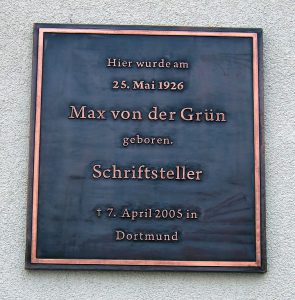 Hier wurde am
25. Mai 1926
Max von der Grün
geboren.
Schriftsteller
† 7. April 2005 in
Dortmund